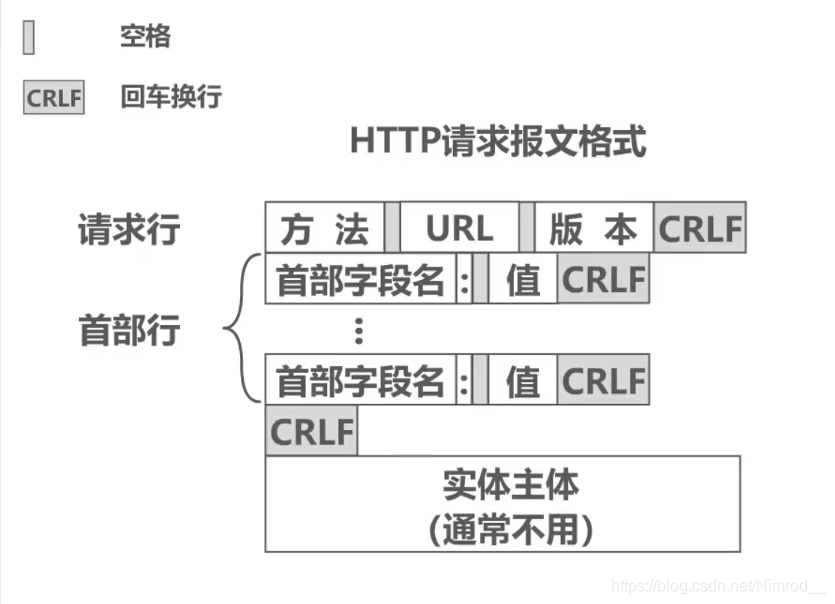 空格
CRLF 回车换行
HTTP请求报文格式
请求行 方 法 URL 版 本 CRLF
首部字段名 : 值 CRLF
首部行 ⋮
首部字段名 : 值 CRLF
CRLF
实体主体
(通常不用)
https://blog.csdn.net/Nimrod__